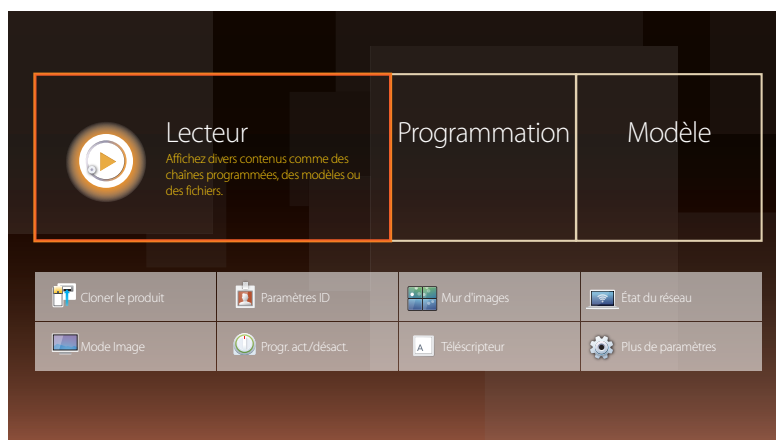 Lecteur
Affichez divers contenus comme des
chaînes programmées, des modèles ou
des fichiers.
Programmation
Modèle
Cloner le produit
Paramètres ID
Mur d'images
État du réseau
Mode Image
Progr. act./désact.
A
Téléscripteur
Plus de paramètres